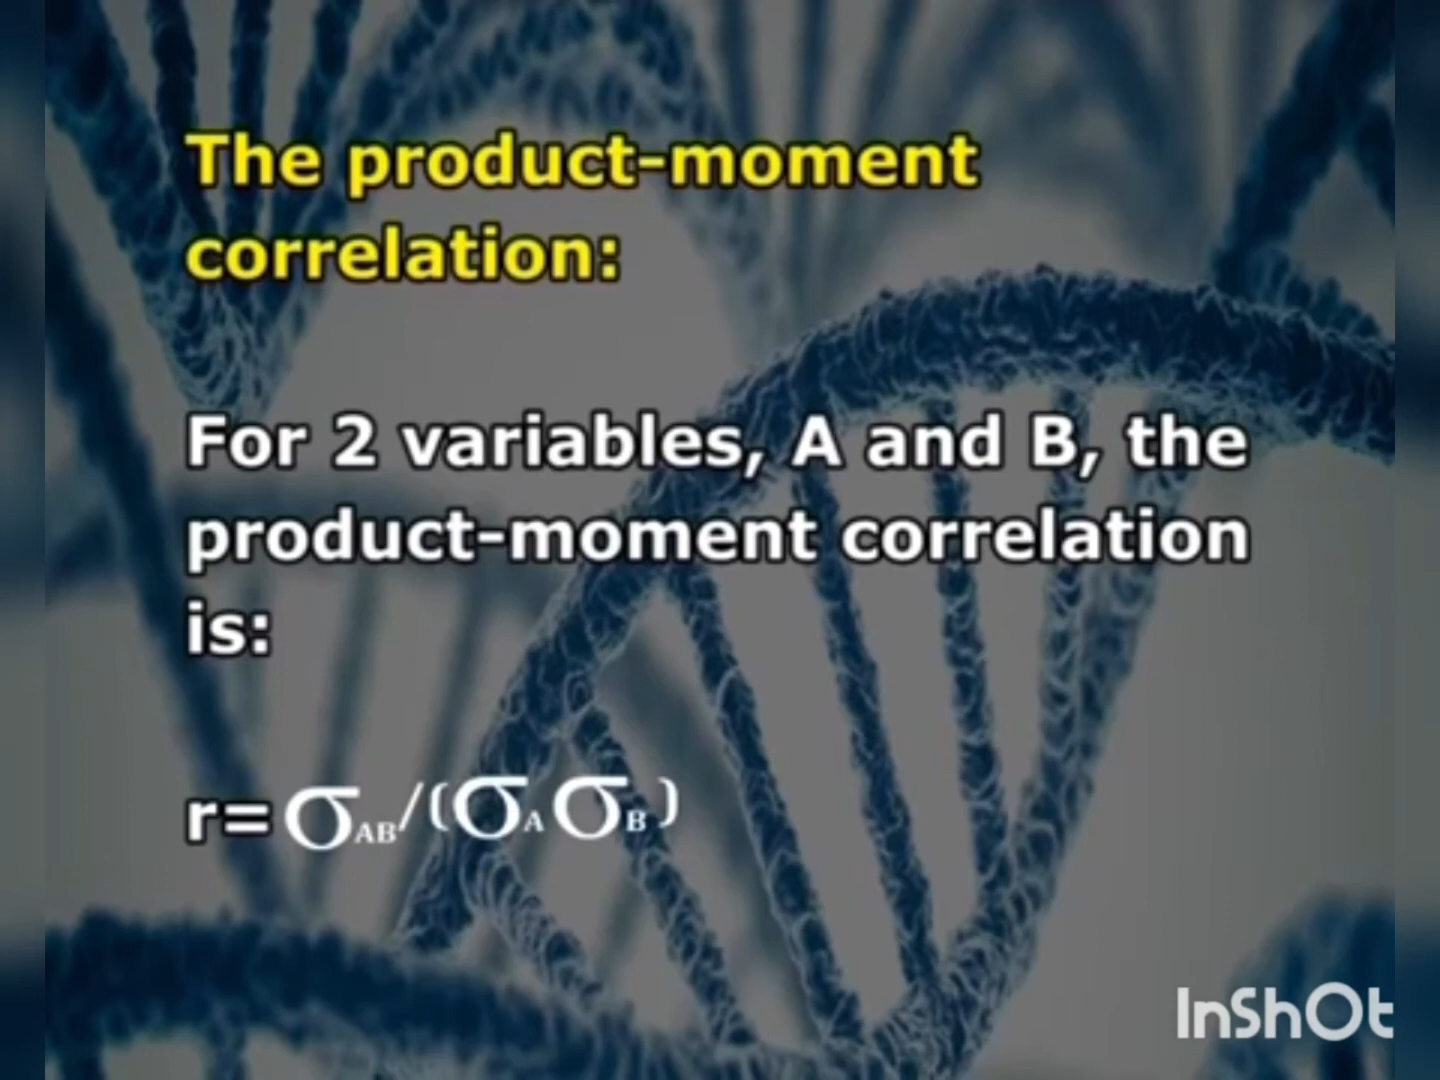 The product-moment
correlation:
For 2 variables, A and B, the
product-moment correlation
is:
r=σAB/(σAσB)
InShOt